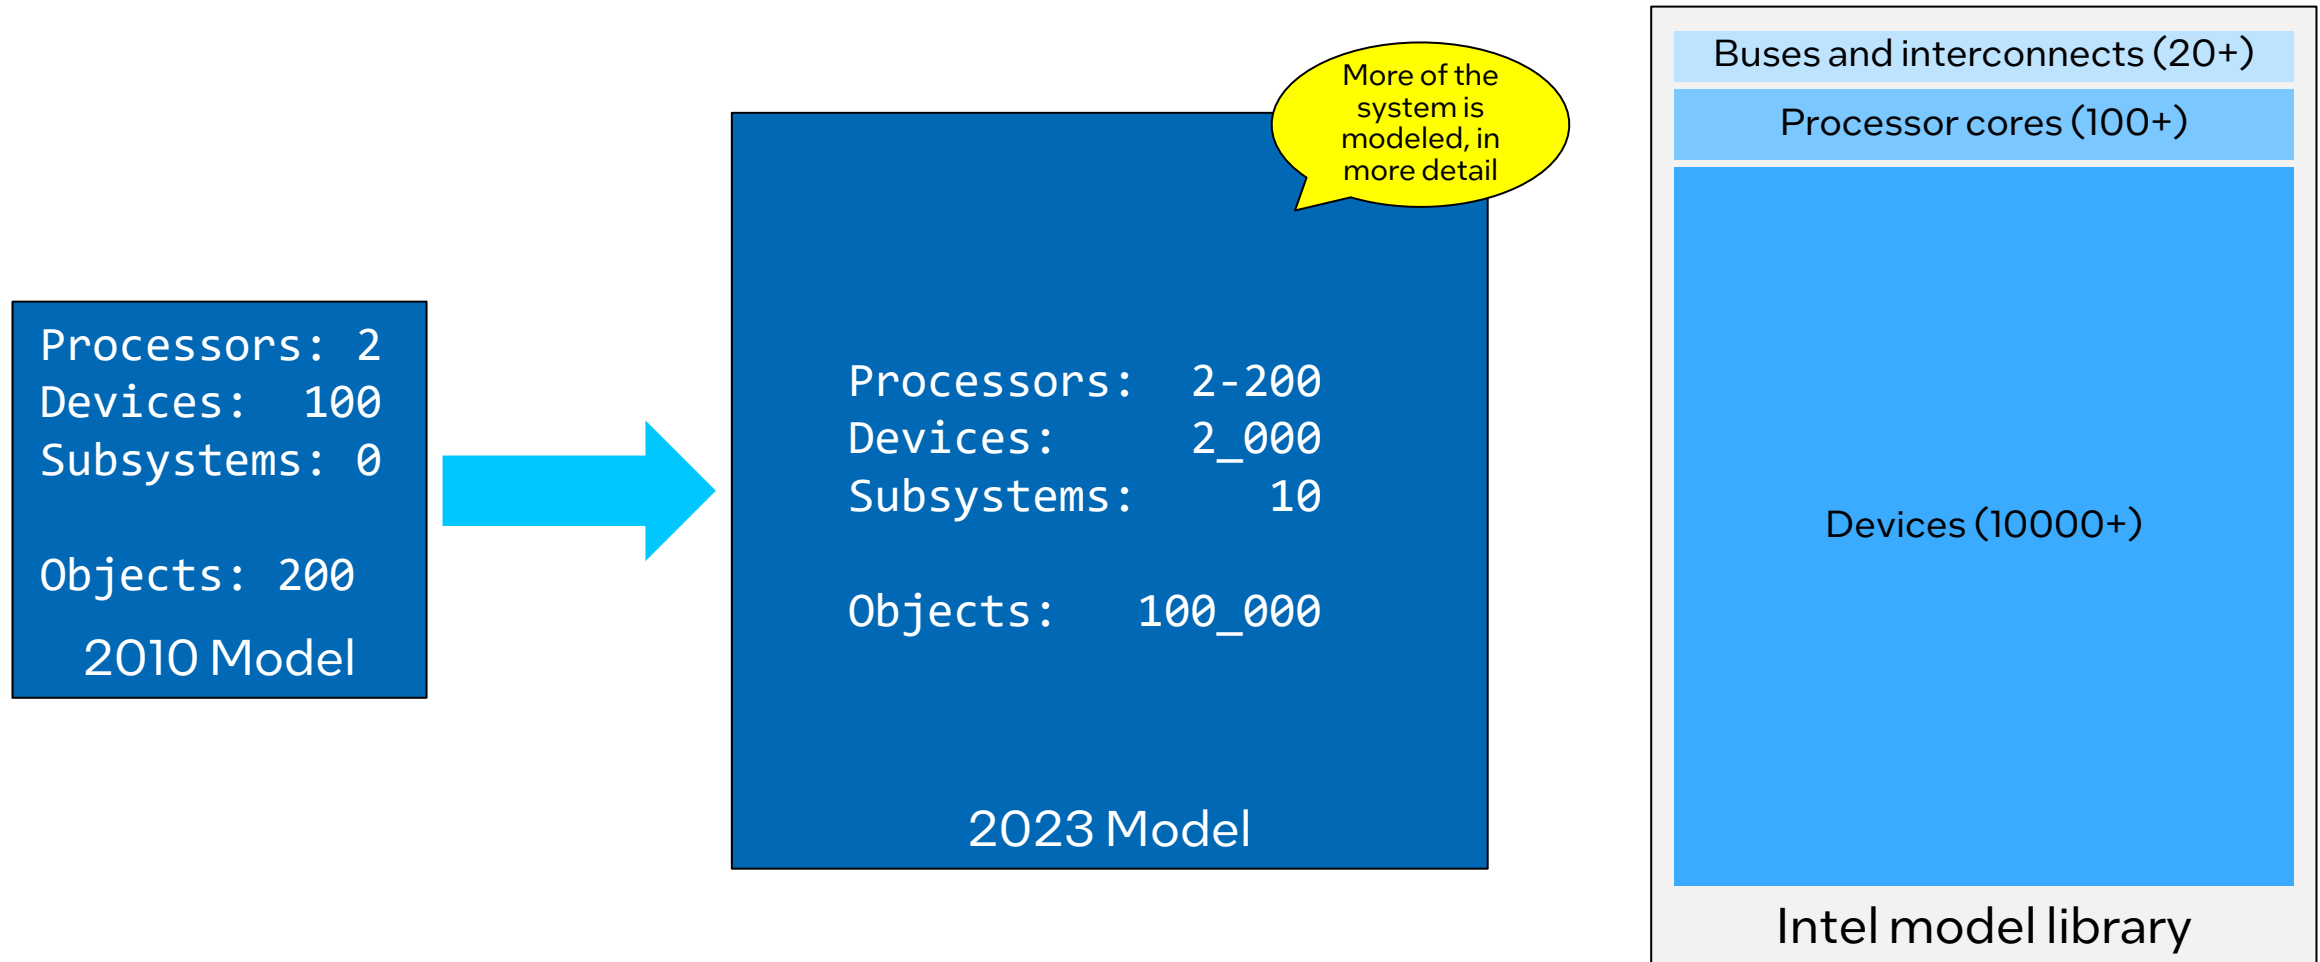 Processors: 2
Devices: 100
Subsystems: 0
Objects: 200
2010 Model
More of the
system is
modeled, in
more detail
Processors: 2-200
Devices: 2_000
Subsystems: 10
Objects: 100_000
2023 Model
Buses and interconnects (20+)
Processor cores (100+)
Devices (10000+)
Intel model library